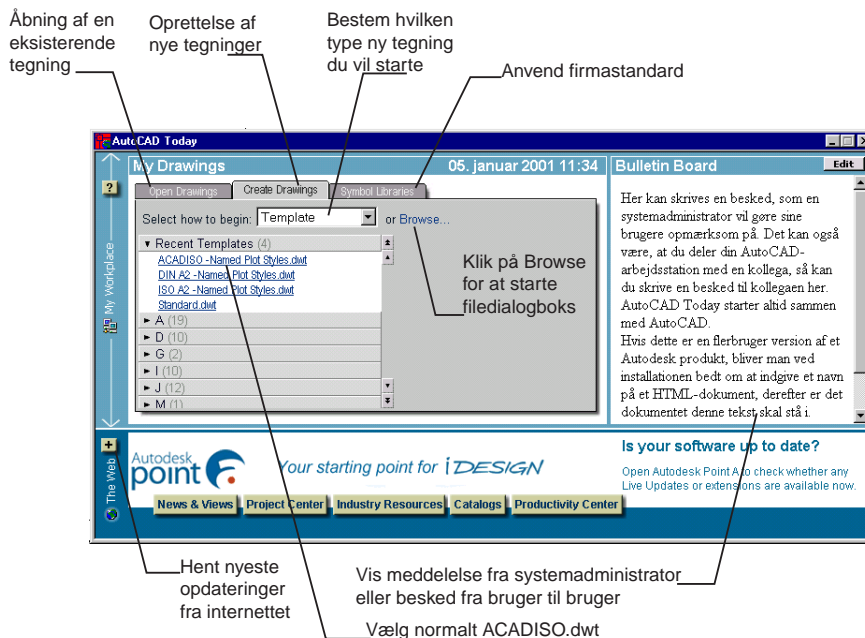 Åbning af en
eksisterende
tegning
Oprettelse af
nye tegninger
Bestem hvilken
type ny tegning
du vil starte
Anvend firmastandard
AutoCAD Today
My Drawings
05. januar 2001 11:34
Bulletin Board
Edit
?
My Workplace
Open Drawings
Create Drawings
Symbol Libraries
Select how to begin: Template or Browse...
▼ Recent Templates (4)
ACADISO -Named Plot Styles.dwt
DIN A2 -Named Plot Styles.dwt
ISO A2 -Named Plot Styles.dwt
Standard.dwt
► A (19)
► D (10)
► G (2)
► I (10)
► J (12)
► M (1)
Klik på Browse
for at starte
filedialogboks
Her kan skrives en besked, som en
systemadministrator vil gøre sine
brugere opmærksom på. Det kan også
være, at du deler din AutoCAD-
arbejdsstation med en kollega, så kan
du skrive en besked til kollegaen her.
AutoCAD Today starter altid sammen
med AutoCAD.
Hvis dette er en flerbruger version af et
Autodesk produkt, bliver man ved
installationen bedt om at indgive et navn
på et HTML-dokument, derefter er det
dokumentet denne tekst skal stå i.
+
The Web
Autodesk
point
Your starting point for iDESIGN
News & Views
Project Center
Industry Resources
Catalogs
Productivity Center
Is your software up to date?
Open Autodesk Point A to check whether any
Live Updates or extensions are available now.
Hent nyeste
opdateringer
fra internettet
Vis meddelelse fra systemadministrator
eller besked fra bruger til bruger
Vælg normalt ACADISO.dwt